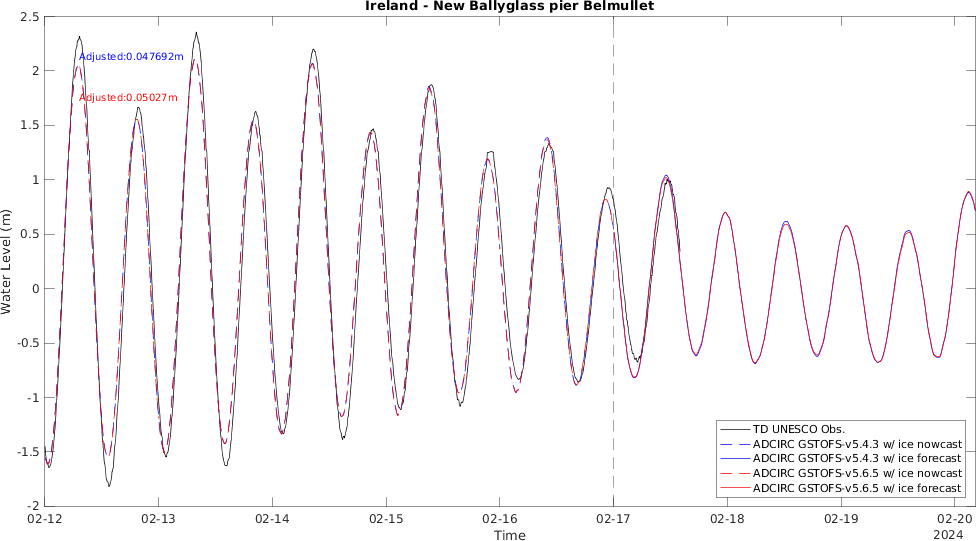 Ireland - New Ballyglass pier Belmullet
2.5
2
1.5
1
0.5
0
-0.5
-1
-1.5
-2
Water Level (m)
Adjusted:0.047692m
Adjusted:0.05027m
TD UNESCO Obs.
ADCIRC GSTOFS-v5.4.3 w/ ice nowcast
ADCIRC GSTOFS-v5.4.3 w/ ice forecast
ADCIRC GSTOFS-v5.6.5 w/ ice nowcast
ADCIRC GSTOFS-v5.6.5 w/ ice forecast
02-12 02-13 02-14 02-15 02-16 02-17 02-18 02-19 02-20
2024
Time